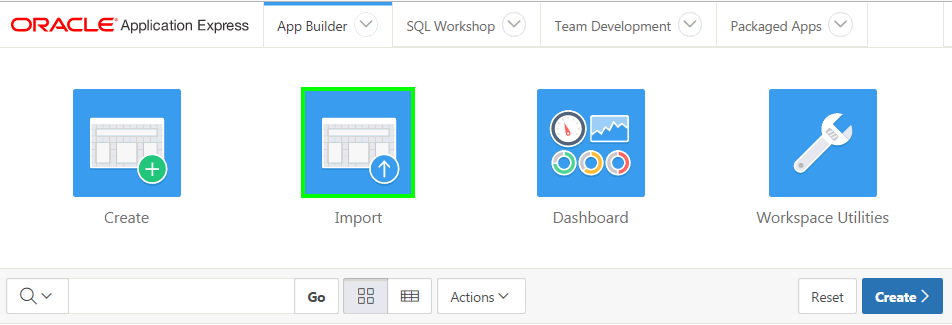 ORACLE Application Express App Builder SQL Workshop Team Development Packaged Apps
Create Import Dashboard Workspace Utilities
Go Actions Reset Create